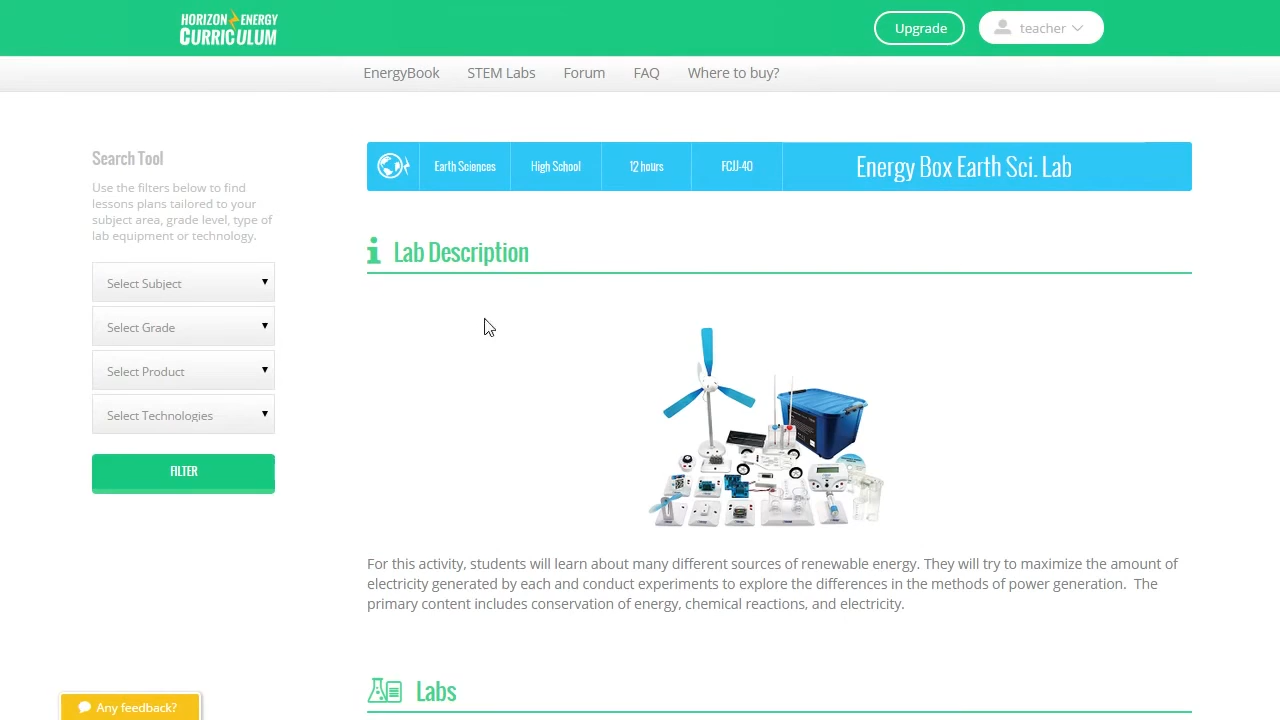 HORIZON ENERGY
CURRICULUM
Upgrade
teacher
EnergyBook
STEM Labs
Forum
FAQ
Where to buy?
Search Tool
Use the filters below to find
lessons plans tailored to your
subject area, grade level, type of
lab equipment or technology.
Select Subject
Select Grade
Select Product
Select Technologies
FILTER
Earth Sciences
High School
12 hours
FCJJ-40
Energy Box Earth Sci. Lab
Lab Description
For this activity, students will learn about many different sources of renewable energy. They will try to maximize the amount of
electricity generated by each and conduct experiments to explore the differences in the methods of power generation. The
primary content includes conservation of energy, chemical reactions, and electricity.
Labs
Any feedback?